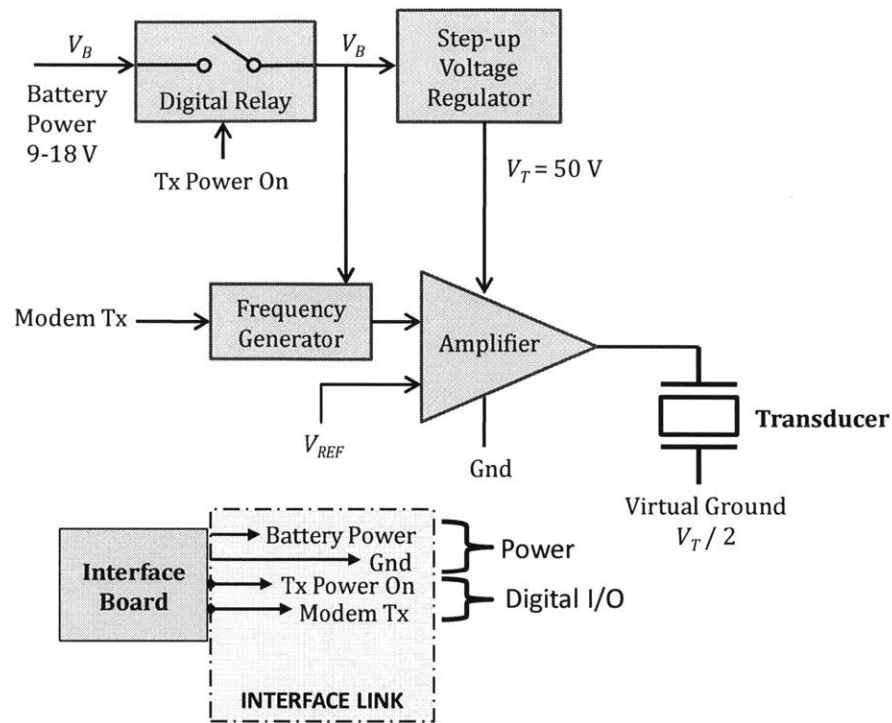 V_B
Battery
Power
9-18 V
Digital Relay
Tx Power On
V_B
Step-up
Voltage
Regulator
V_T = 50 V
Modem Tx
Frequency
Generator
Amplifier
V_REF
Gnd
Transducer
Virtual Ground
V_T / 2
Interface
Board
Battery Power
Gnd
Tx Power On
Modem Tx
Power
Digital I/O
INTERFACE LINK